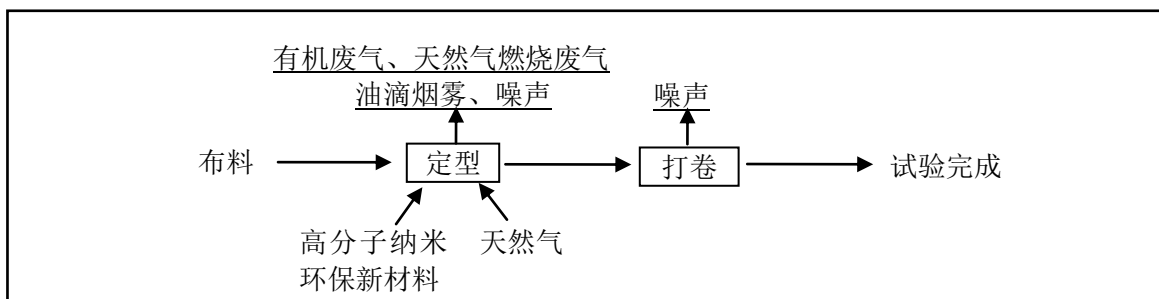 有机废气、天然气燃烧废气
油滴烟雾、噪声
噪声
布料
定型
打卷
试验完成
高分子纳米
环保新材料
天然气